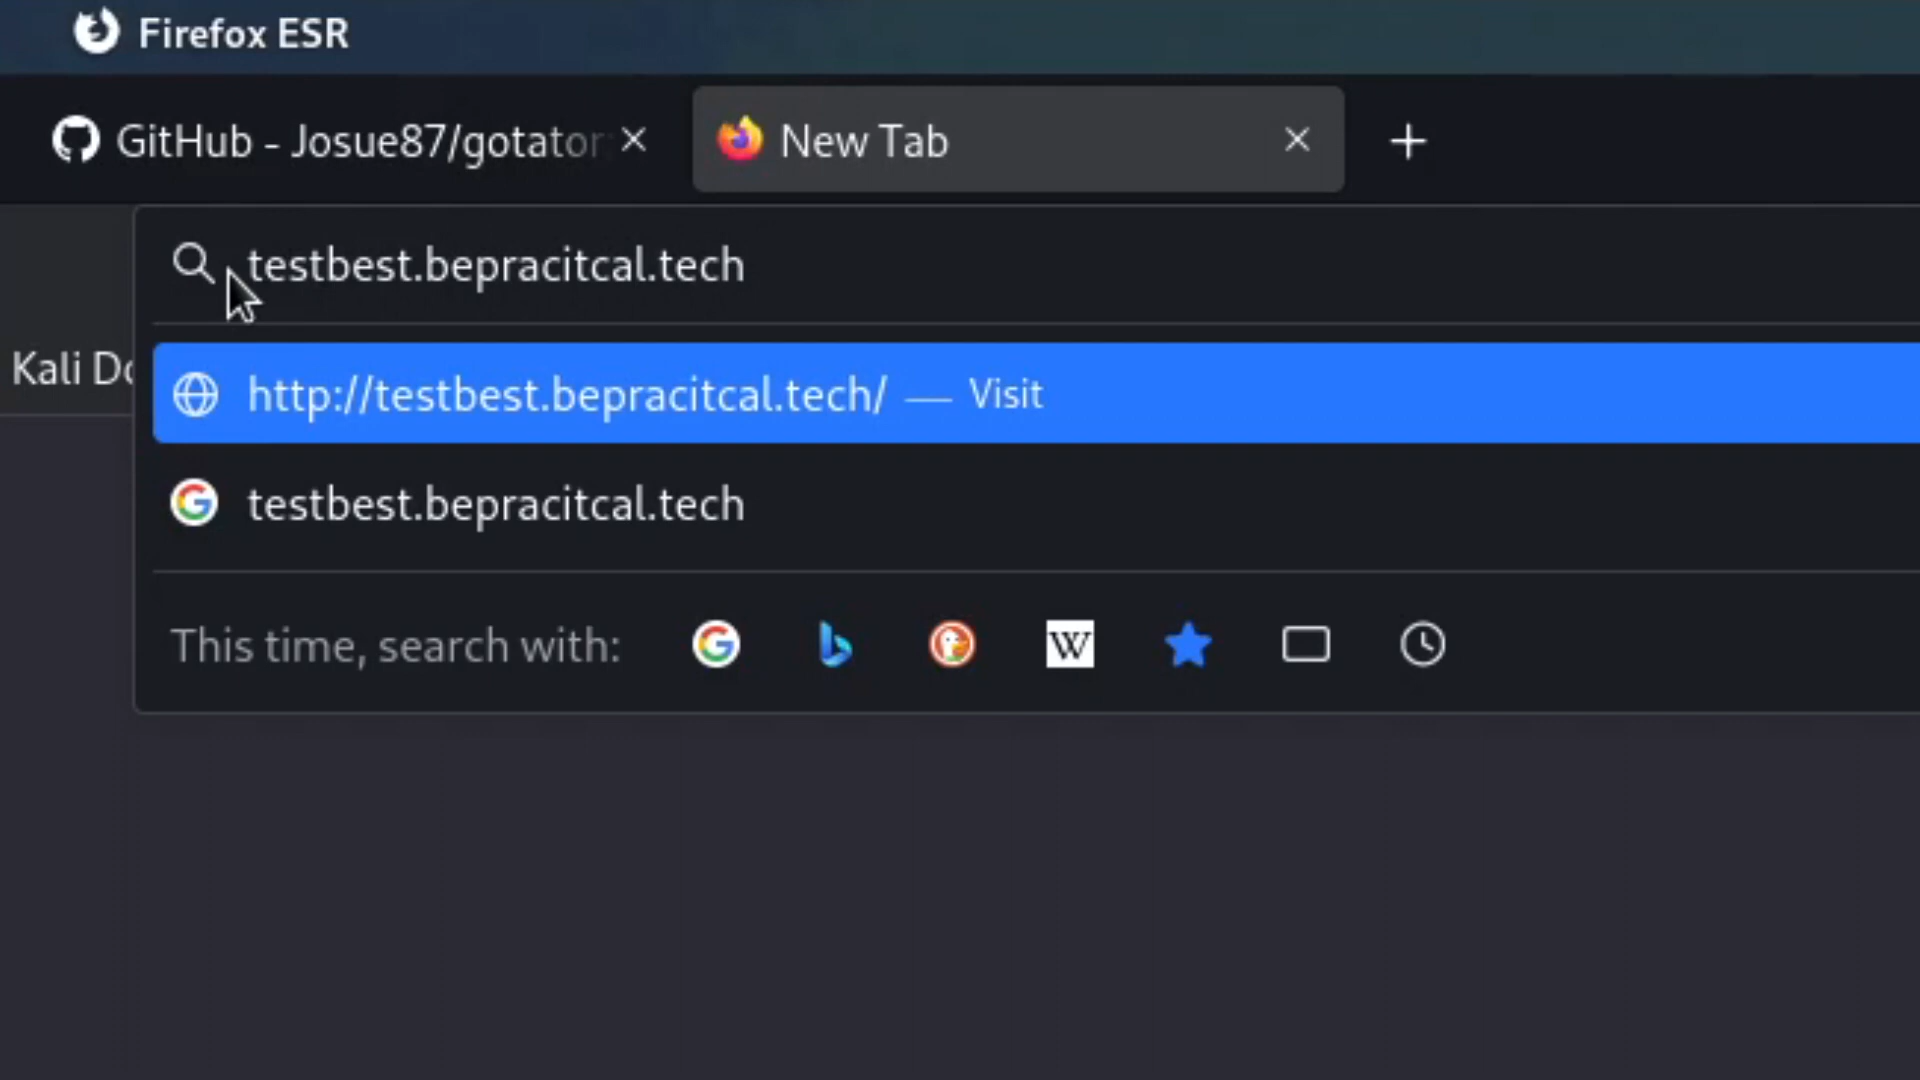 Firefox ESR
GitHub - Josue87/gotator
New Tab
testbest.bepracitcal.tech
Kali Do
http://testbest.bepracitcal.tech/ — Visit
testbest.bepracitcal.tech
This time, search with:
W